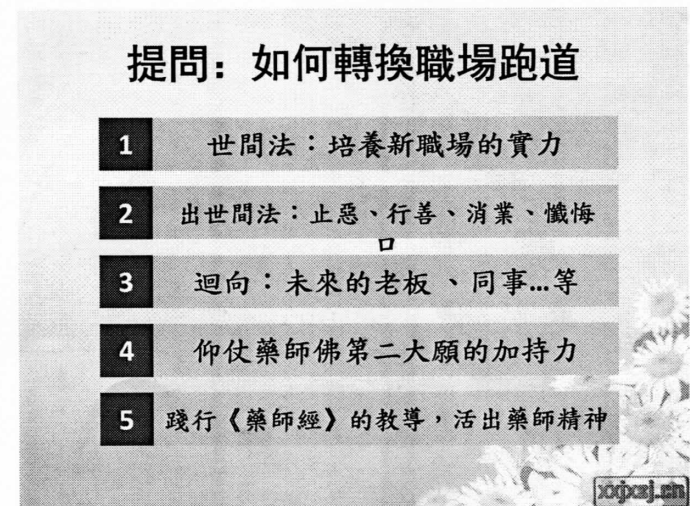 提問：如何轉換職場跑道
1 世間法：培養新職場的實力
2 出世間法：止惡、行善、消業、懺悔
口
3 迴向：未來的老板、同事...等
4 仰仗藥師佛第二大願的加持力
5 踐行《藥師經》的教導，活出藥師精神
xxjxsj.cn